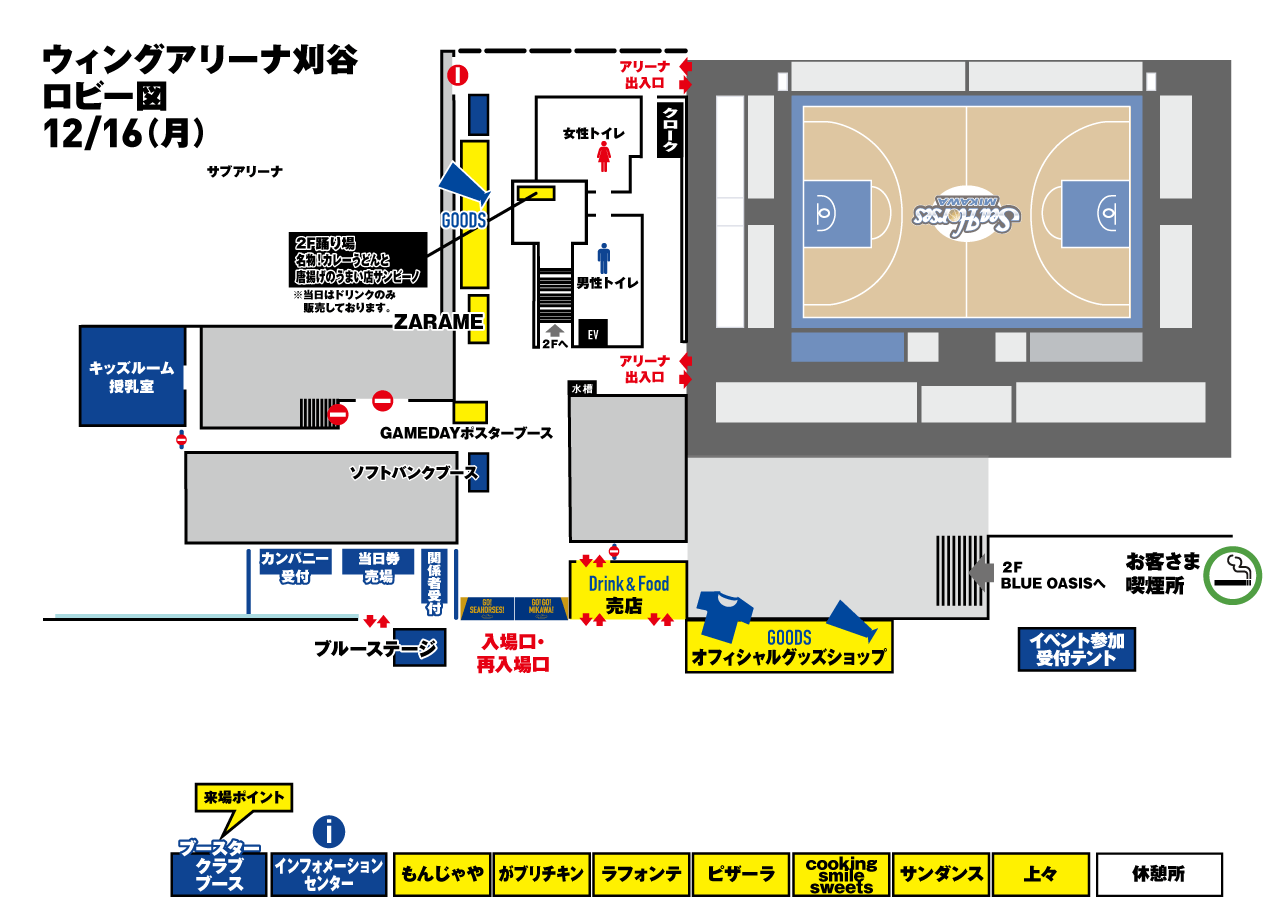 ウィングアリーナ刈谷
ロビー図
12/16(月)
サブアリーナ
アリーナ
出入口
クローク
女性トイレ
GOODS
2F踊り場
名物!カレーうどんと
唐揚げのうまい店サンビーノ
※当日はドリンクのみ
販売しております。
男性トイレ
ZARAME
EV
2Fへ
SeaHorses
MIKAWA
キッズルーム
授乳室
アリーナ
出入口
水槽
GAMEDAYポスターブース
ソフトバンクブース
カンパニー
受付
当日券
売場
関係者受付
GO!
SEAHORSES!
GO! GO!
MIKAWA!
Drink & Food
売店
2F
BLUE OASISへ
お客さま
喫煙所
ブルーステージ
入場口・
再入場口
GOODS
オフィシャルグッズショップ
イベント参加
受付テント
来場ポイント
ブースター
クラブ
ブース
i
インフォメーション
センター
もんじゃや
がブリチキン
ラフォンテ
ピザーラ
cooking
smile
sweets
サンダンス
上々
休憩所